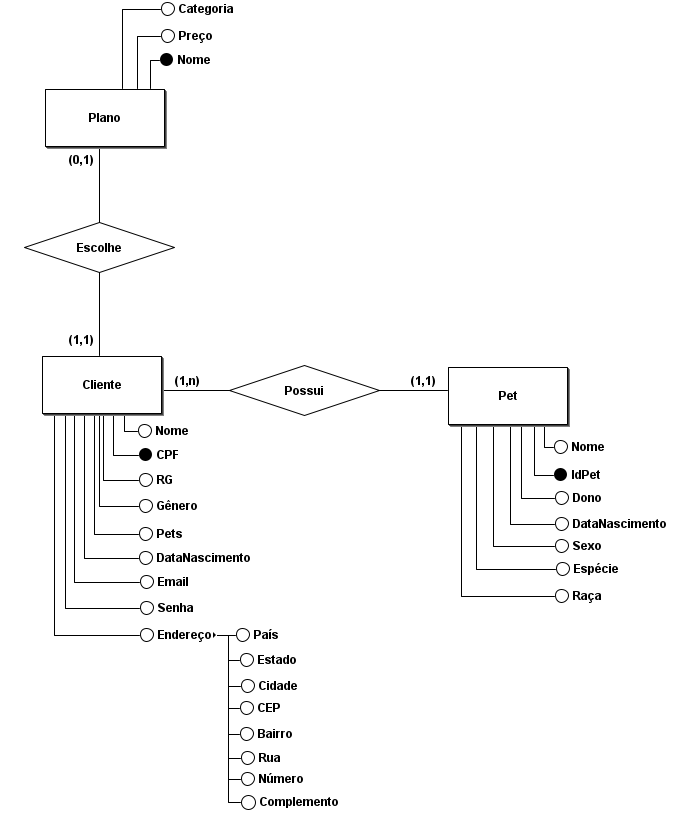 Categoria
Preço
Nome
Plano
(0,1)
Escolhe
(1,1)
Cliente
(1,n)
Possui
(1,1)
Pet
Nome
CPF
RG
Gênero
Pets
DataNascimento
Email
Senha
Endereço
País
Estado
Cidade
CEP
Bairro
Rua
Número
Complemento
Nome
IdPet
Dono
DataNascimento
Sexo
Espécie
Raça